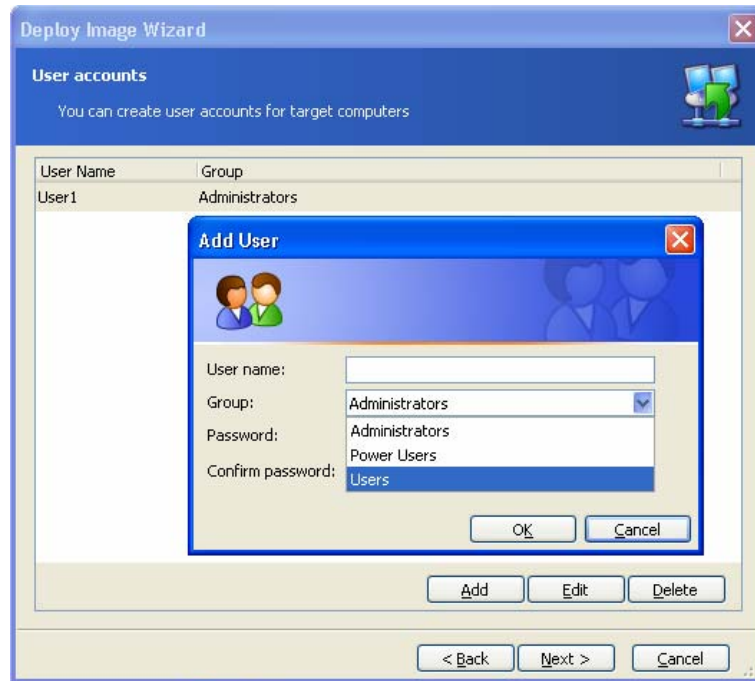 Deploy Image Wizard
User accounts
You can create user accounts for target computers
User Name Group
User1 Administrators
Add User
User name:
Group: Administrators
Administrators
Password:
Power Users
Confirm password:
Users
OK Cancel
Add Edit Delete
< Back Next > Cancel